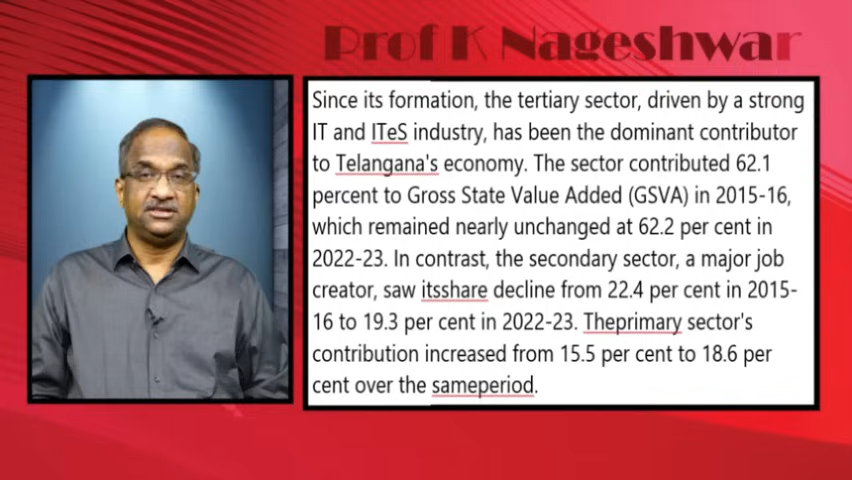 Prof K Nageshwar
Since its formation, the tertiary sector, driven by a strong
IT and ITeS industry, has been the dominant contributor
to Telangana's economy. The sector contributed 62.1
percent to Gross State Value Added (GSVA) in 2015-16,
which remained nearly unchanged at 62.2 per cent in
2022-23. In contrast, the secondary sector, a major job
creator, saw itsshare decline from 22.4 per cent in 2015-
16 to 19.3 per cent in 2022-23. Theprimary sector's
contribution increased from 15.5 per cent to 18.6 per
cent over the sameperiod.